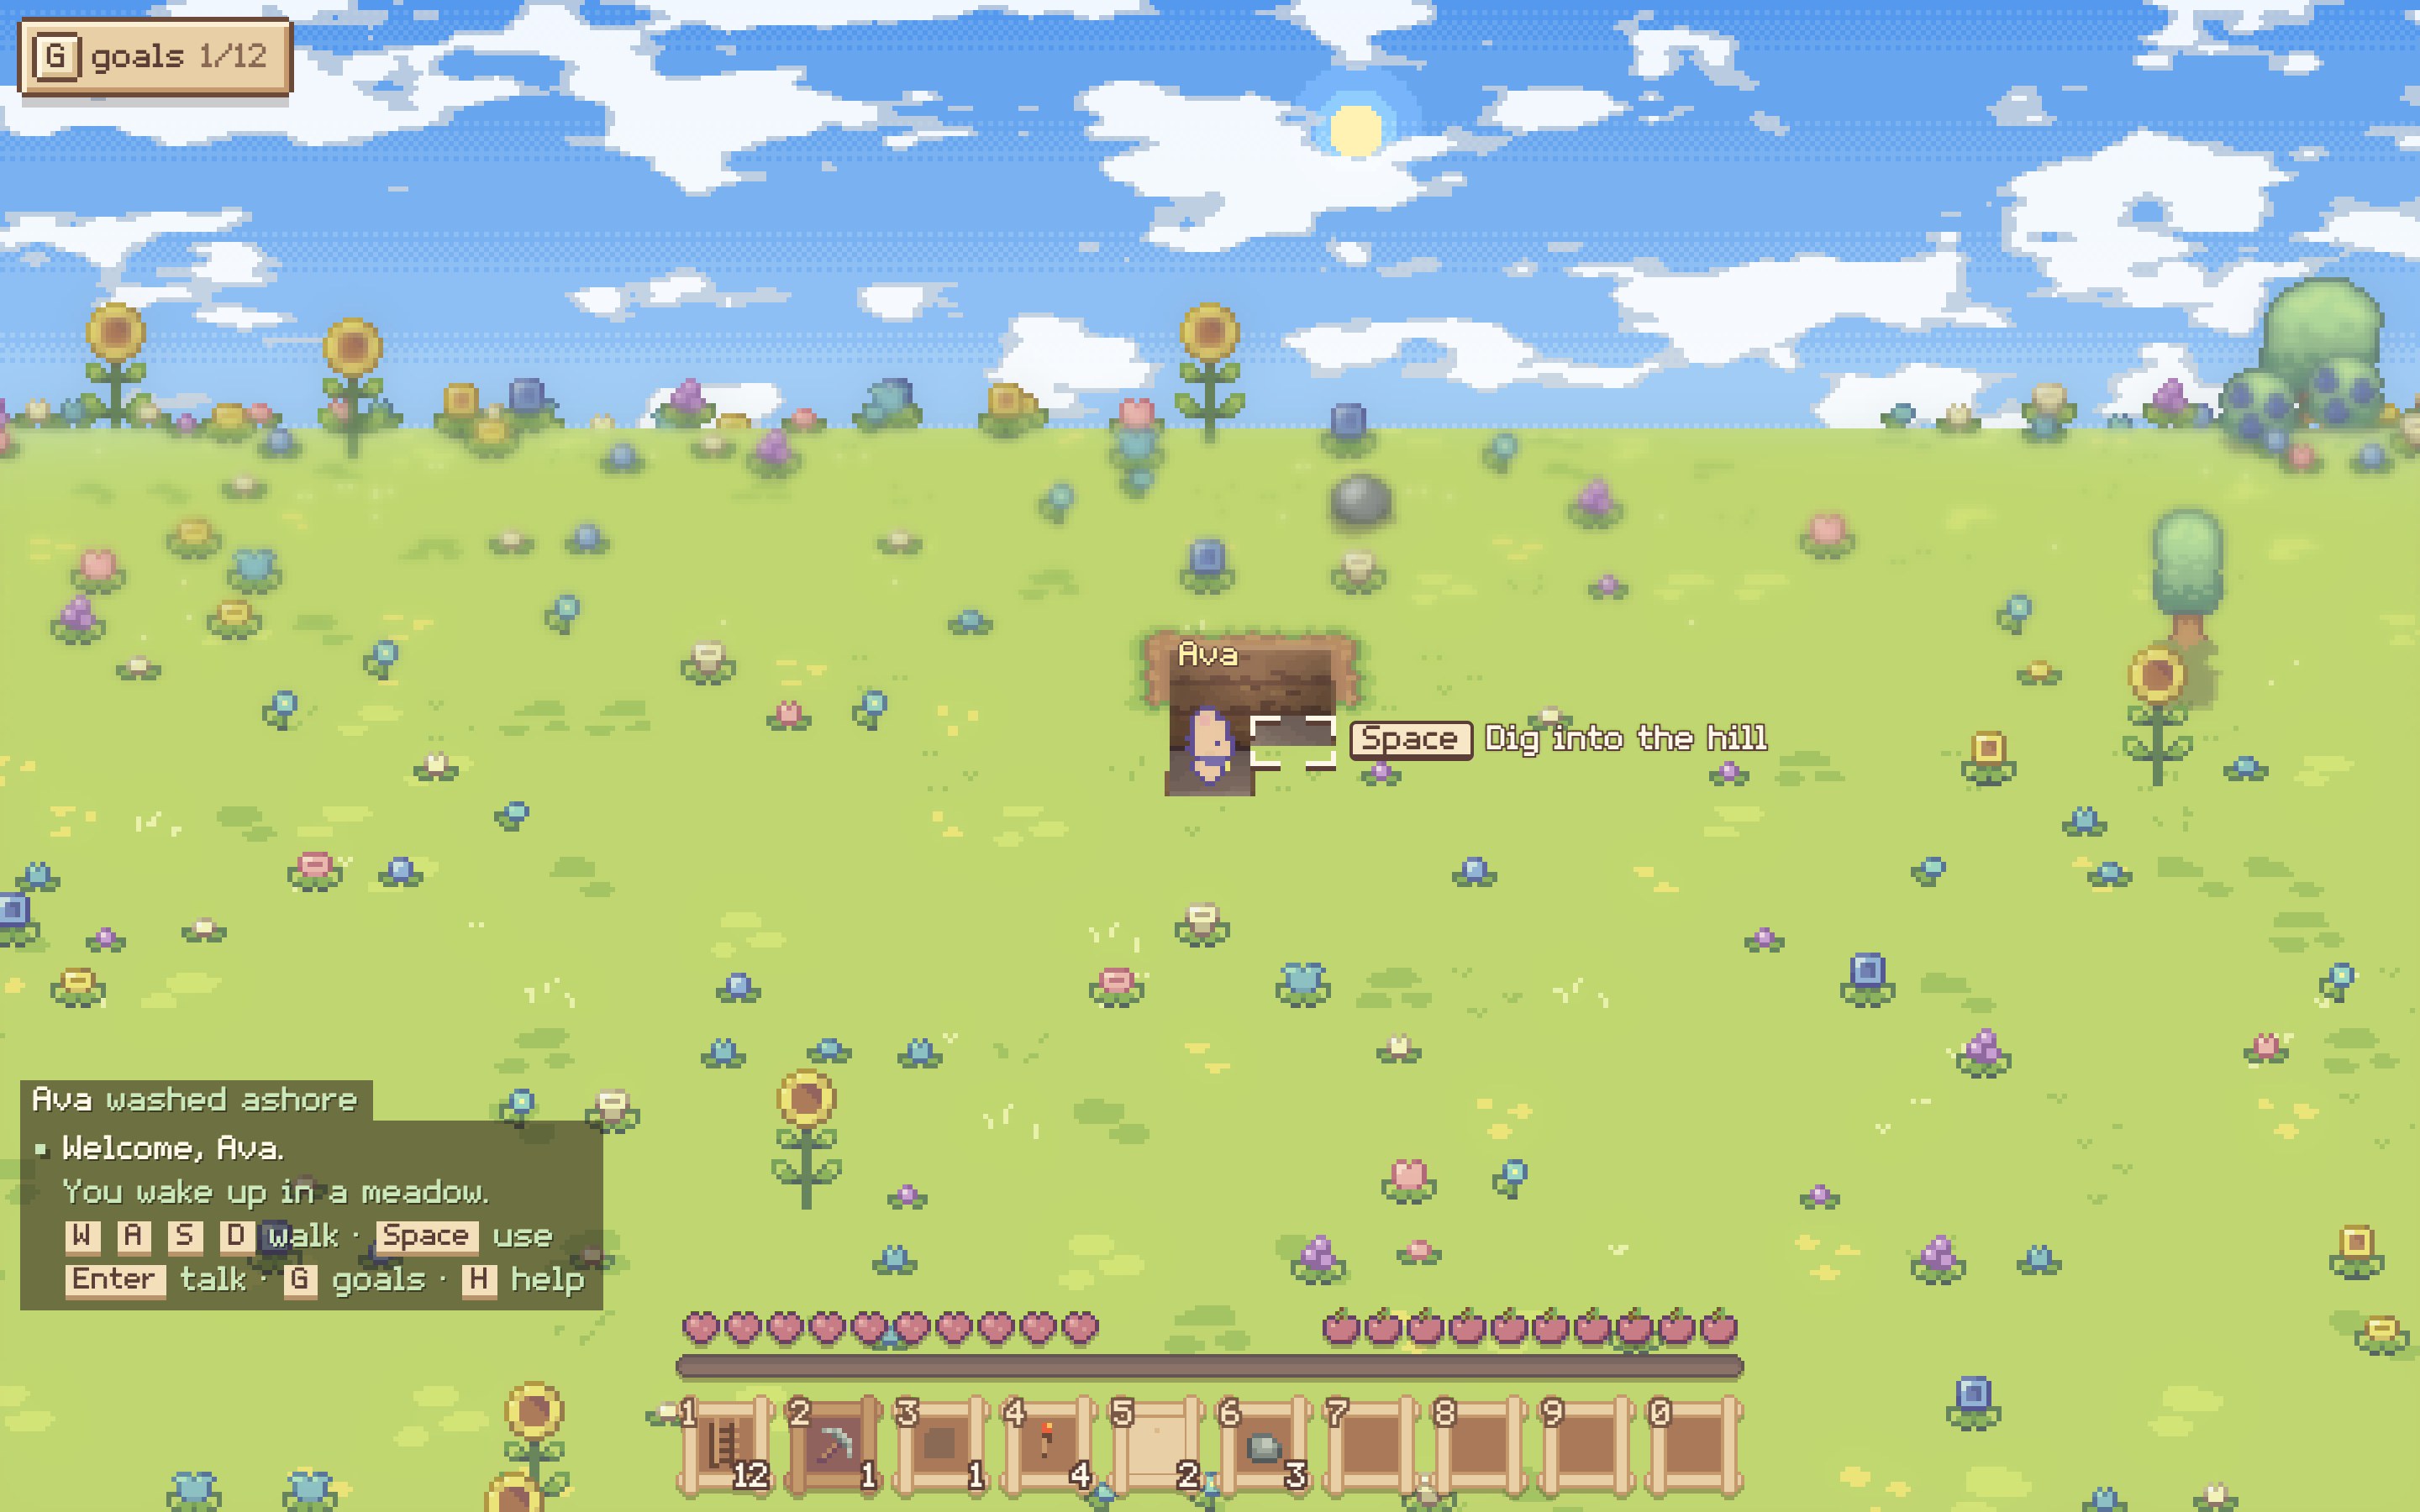 G goals 1/12
Ava
Space Dig into the hill
Ava washed ashore
Welcome, Ava.
You wake up in a meadow.
W A S D walk · Space use
Enter talk · G goals · H help
1 2 3 4 5 6 7 8 9 0
12 1 1 4 2 3